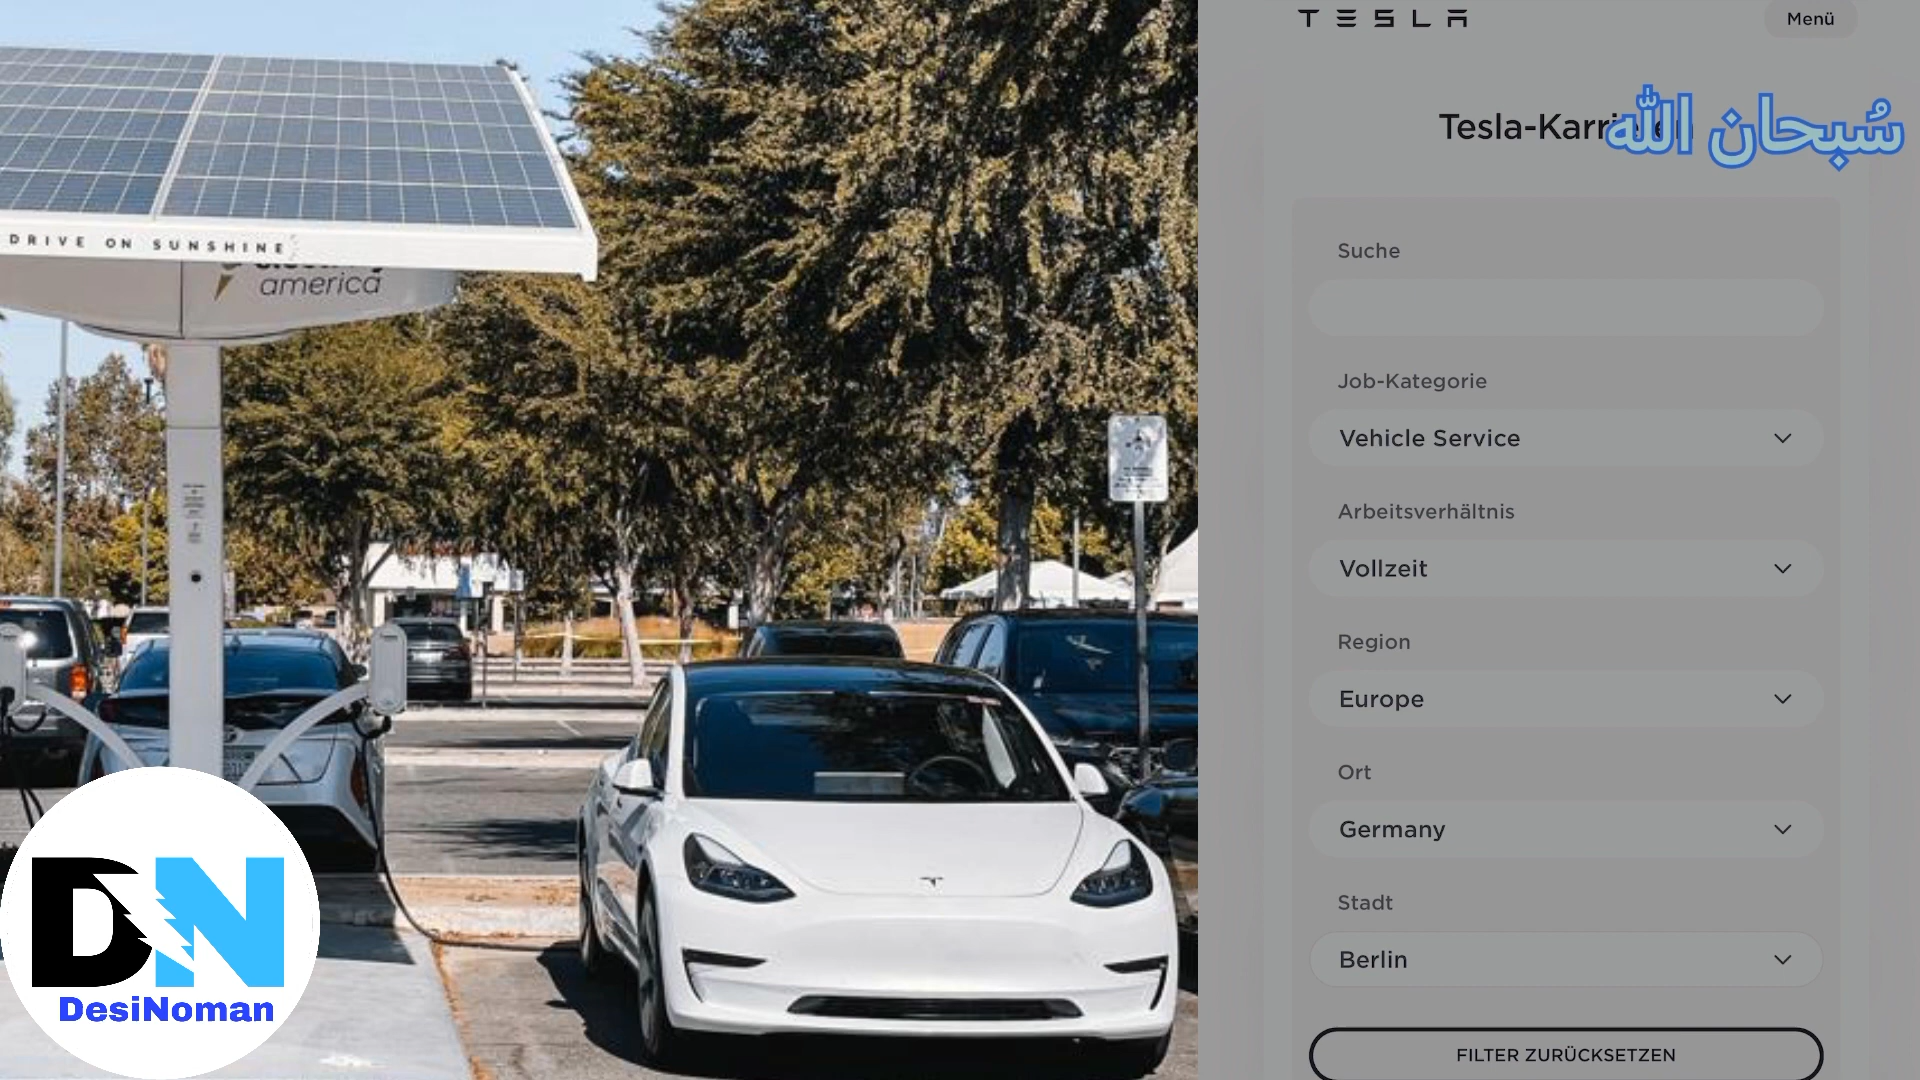 DRIVE ON SUNSHINE
america
DN
DesiNoman
TESLA
Menü
Tesla-Karr
سُبحان الله
Suche
Job-Kategorie
Vehicle Service
Arbeitsverhältnis
Vollzeit
Region
Europe
Ort
Germany
Stadt
Berlin
FILTER ZURÜCKSETZEN